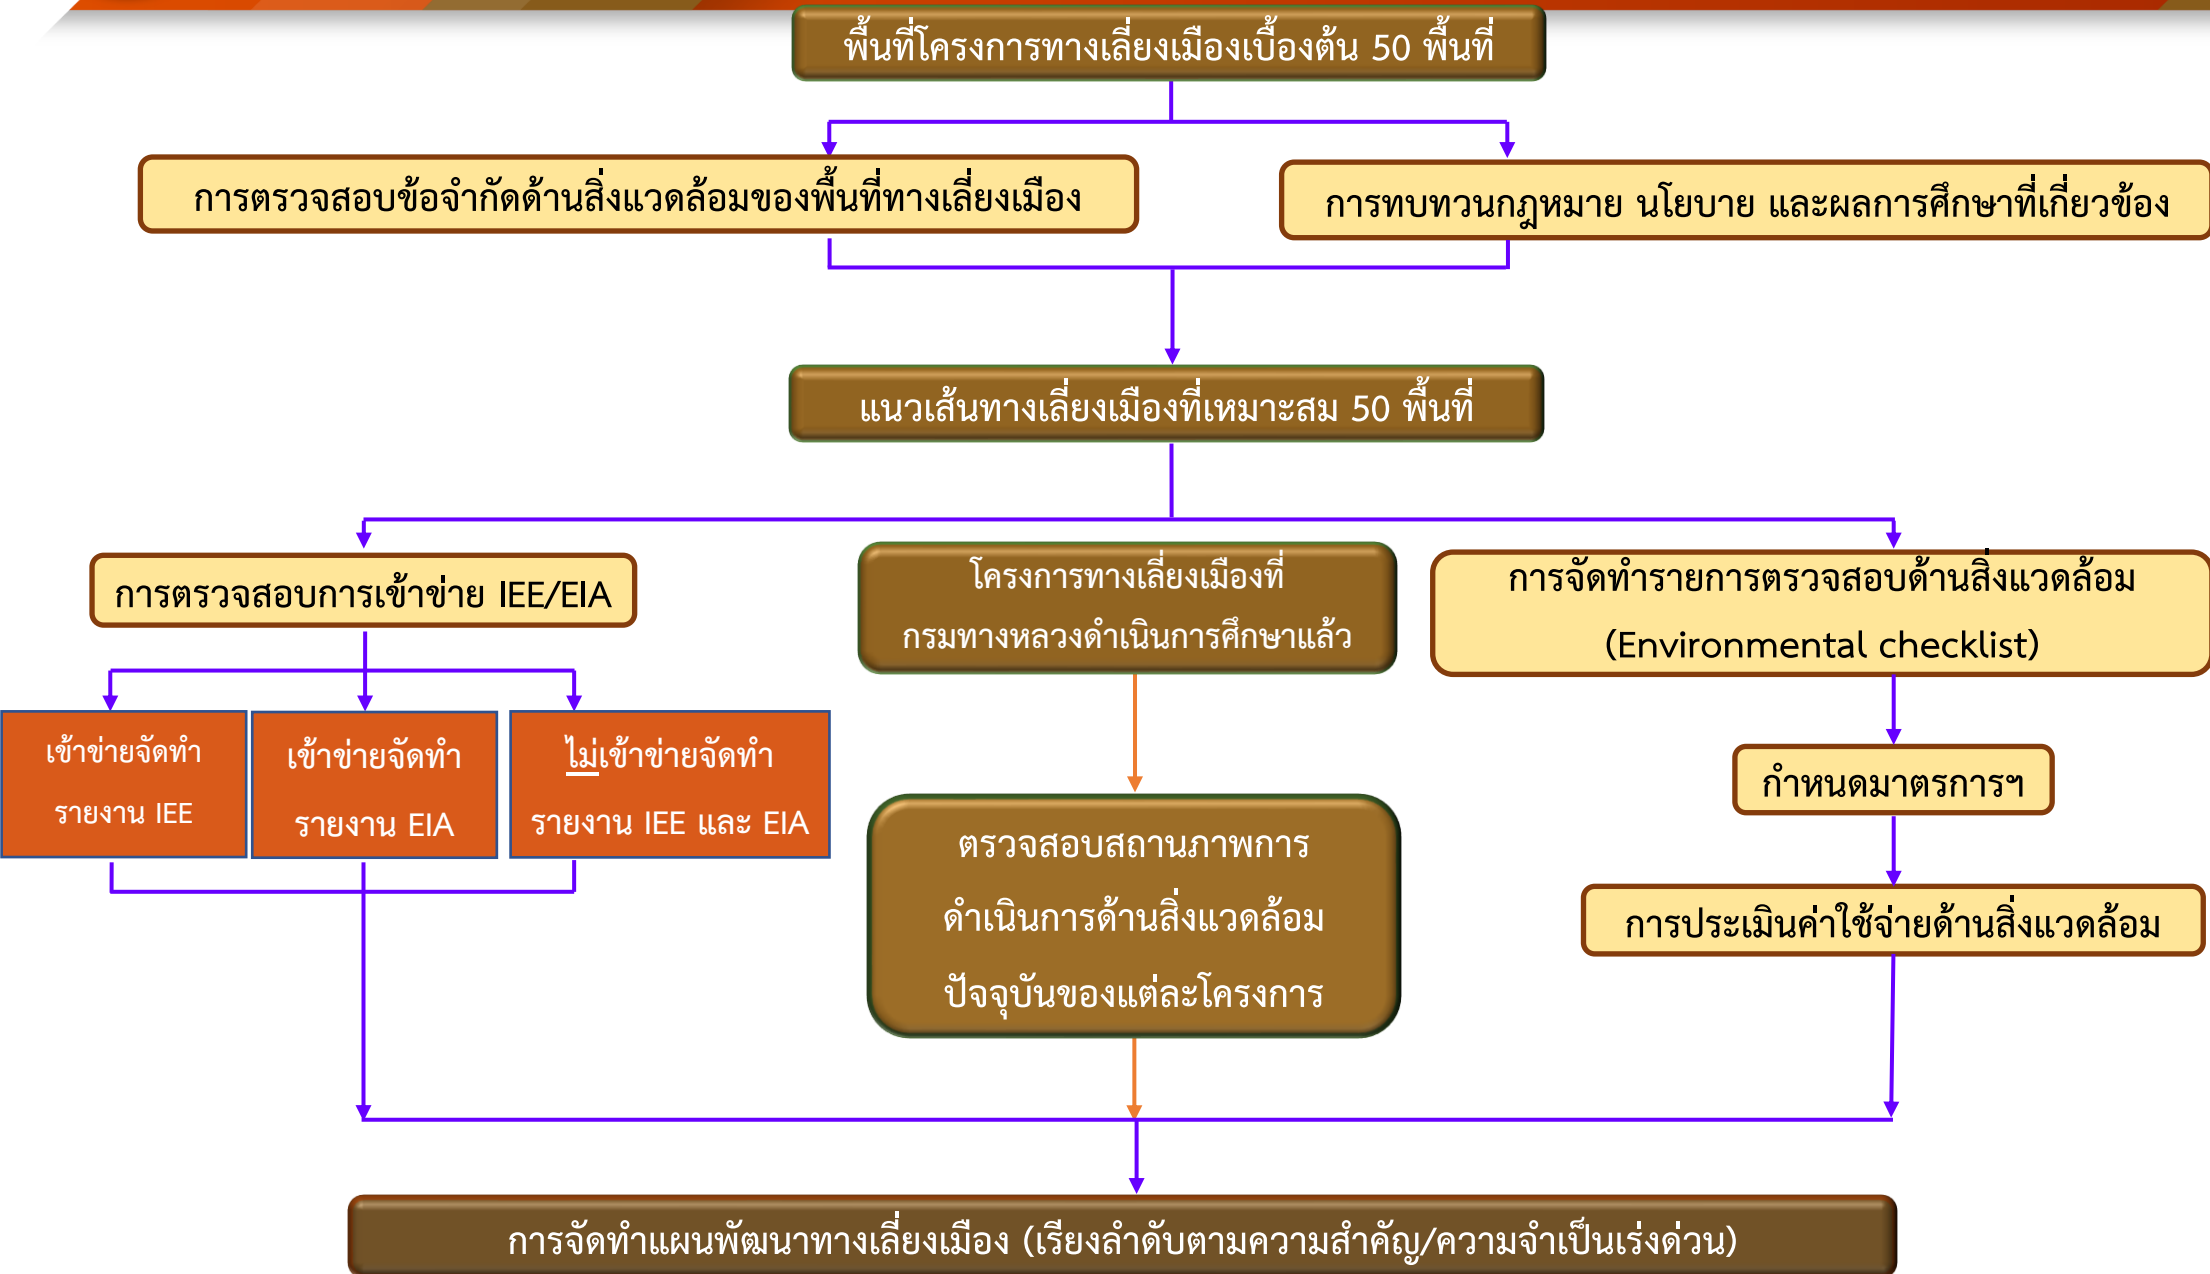 พื้นที่โครงการทางเลี่ยงเมืองเบื้องต้น 50 พื้นที่
การตรวจสอบข้อจำกัดด้านสิ่งแวดล้อมของพื้นที่ทางเลี่ยงเมือง
การทบทวนกฎหมาย นโยบาย และผลการศึกษาที่เกี่ยวข้อง
แนวเส้นทางเลี่ยงเมืองที่เหมาะสม 50 พื้นที่
การตรวจสอบการเข้าข่าย IEE/EIA
เข้าข่ายจัดทำ
รายงาน IEE
เข้าข่ายจัดทำ
รายงาน EIA
ไม่เข้าข่ายจัดทำ
รายงาน IEE และ EIA
โครงการทางเลี่ยงเมืองที่
กรมทางหลวงดำเนินการศึกษาแล้ว
ตรวจสอบสถานภาพการ
ดำเนินการด้านสิ่งแวดล้อม
ปัจจุบันของแต่ละโครงการ
การจัดทำรายการตรวจสอบด้านสิ่งแวดล้อม
(Environmental checklist)
กำหนดมาตรการฯ
การประเมินค่าใช้จ่ายด้านสิ่งแวดล้อม
การจัดทำแผนพัฒนาทางเลี่ยงเมือง (เรียงลำดับตามความสำคัญ/ความจำเป็นเร่งด่วน)